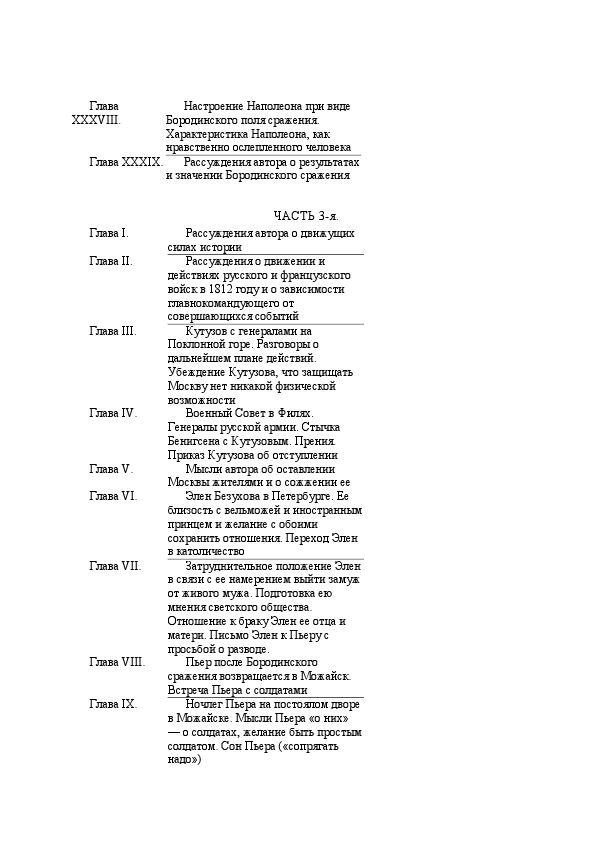 Глава Настроение Наполеона при виде
XXXVIII. Бородинского поля сражения.
Характеристика Наполеона, как
нравственно ослепленного человека
Глава XXXIX. Рассуждения автора о результатах
и значении Бородинского сражения
ЧАСТЬ 3-я.
Глава I. Рассуждения автора о движущих
силах истории
Глава II. Рассуждения о движении и
действиях русского и французского
войск в 1812 году и о зависимости
главнокомандующего от
совершающихся событий
Глава III. Кутузов с генералами на
Поклонной горе. Разговоры о
дальнейшем плане действий.
Убеждение Кутузова, что защищать
Москву нет никакой физической
возможности
Глава IV. Военный Совет в Филях.
Генералы русской армии. Стычка
Бенигсена с Кутузовым. Прения.
Приказ Кутузова об отступлении
Глава V. Мысли автора об оставлении
Москвы жителями и о сожжении ее
Глава VI. Элен Безухова в Петербурге. Ее
близость с вельможей и иностранным
принцем и желание с обоими
сохранить отношения. Переход Элен
в католичество
Глава VII. Затруднительное положение Элен
в связи с ее намерением выйти замуж
от живого мужа. Подготовка ею
мнения светского общества.
Отношение к браку Элен ее отца и
матери. Письмо Элен к Пьеру с
просьбой о разводе.
Глава VIII. Пьер после Бородинского
сражения возвращается в Можайск.
Встреча Пьера с солдатами
Глава IX. Ночлег Пьера на постоялом дворе
в Можайске. Мысли Пьера «о них»
— о солдатах, желание быть простым
солдатом. Сон Пьера («сопрягать
надо»)